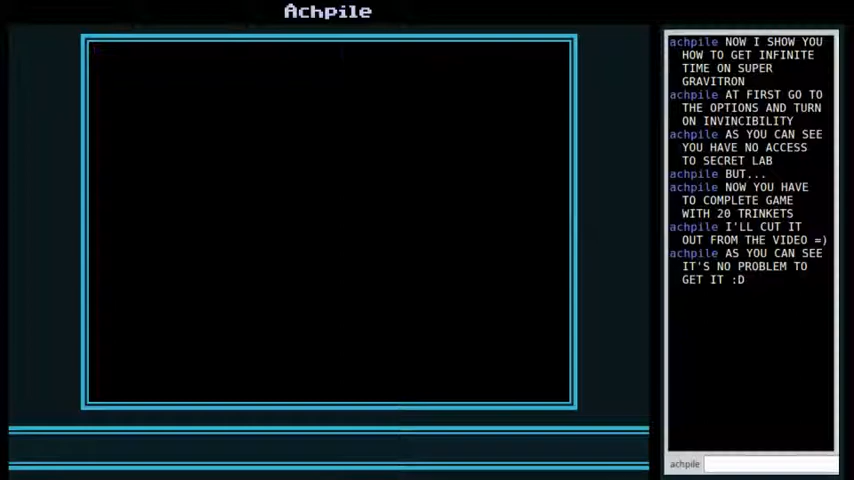 Achpile
achpile NOW I SHOW YOU
HOW TO GET INFINITE
TIME ON SUPER
GRAVITRON
achpile AT FIRST GO TO
THE OPTIONS AND TURN
ON INVINCIBILITY
achpile AS YOU CAN SEE
YOU HAVE NO ACCESS
TO SECRET LAB
achpile BUT...
achpile NOW YOU HAVE
TO COMPLETE GAME
WITH 20 TRINKETS
achpile I'LL CUT IT
OUT FROM THE VIDEO =)
achpile AS YOU CAN SEE
IT'S NO PROBLEM TO
GET IT :D
achpile